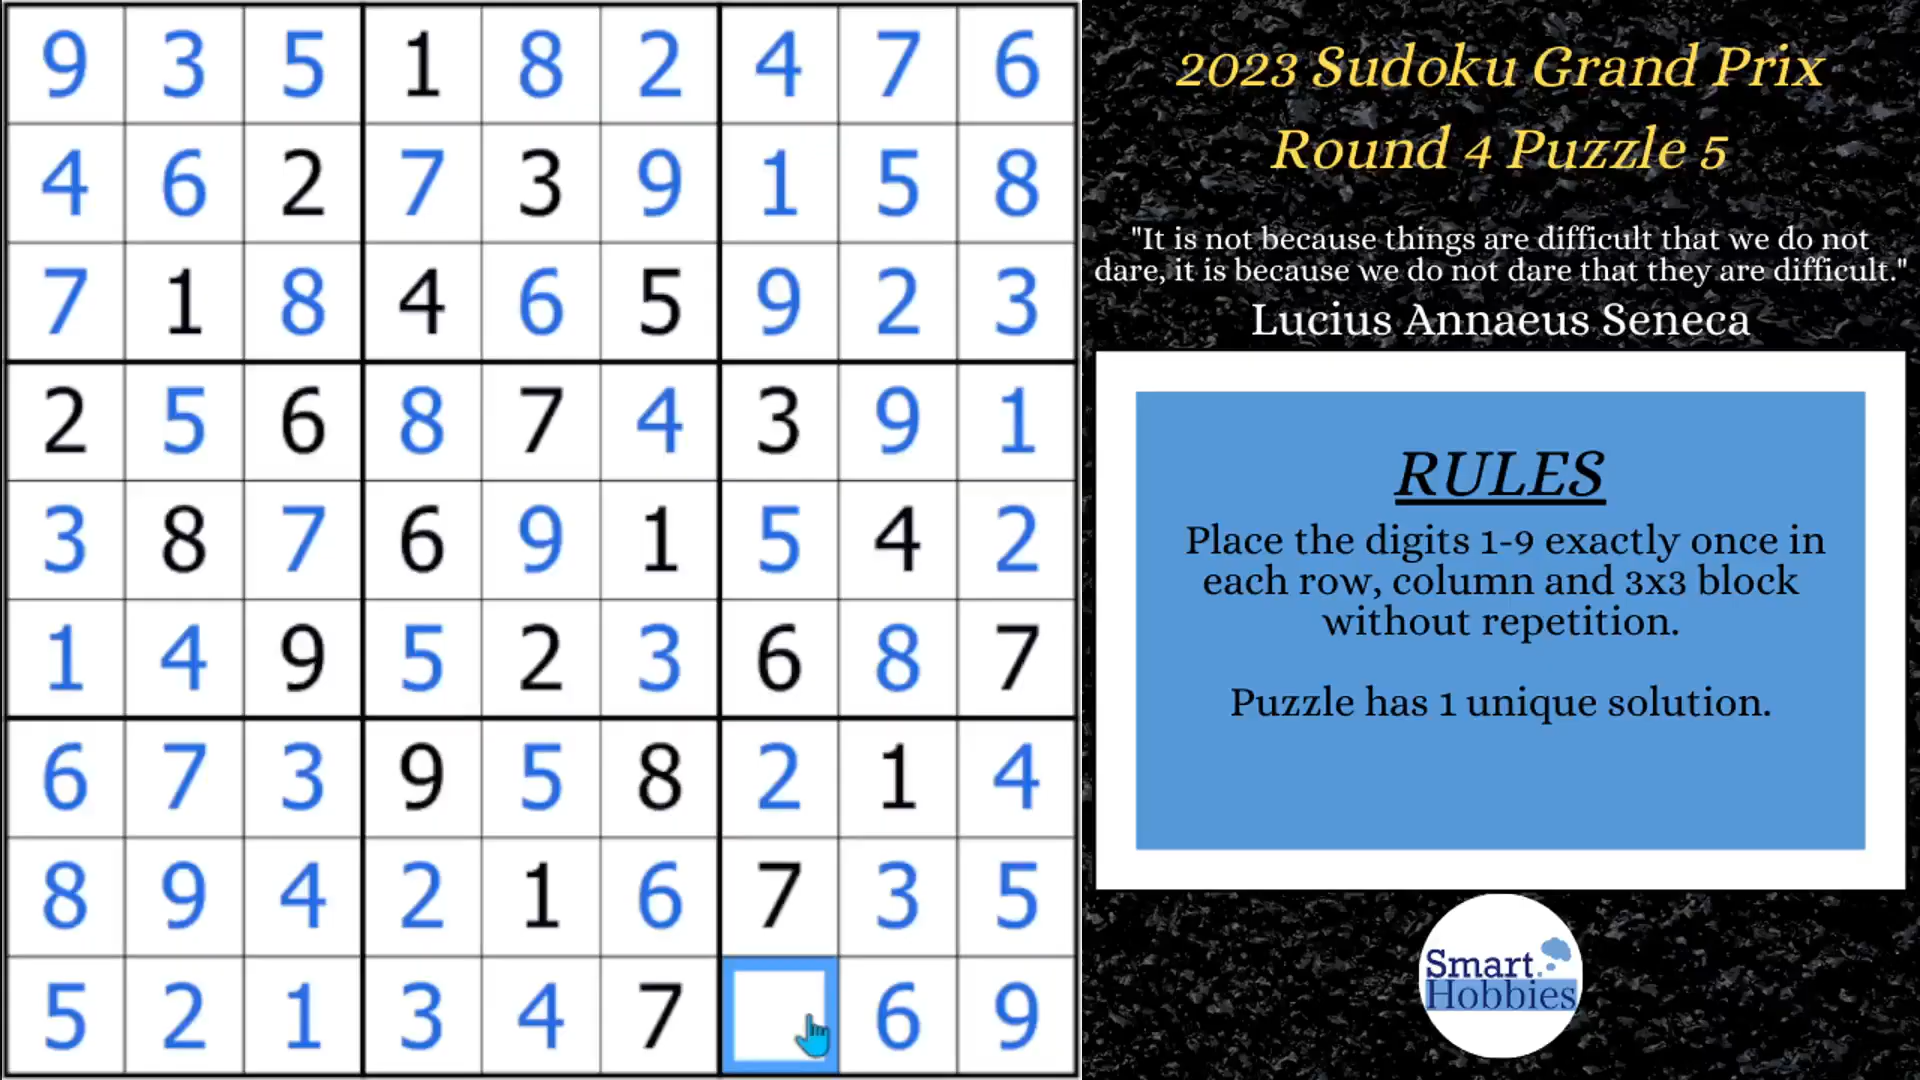 9 3 5 1 8 2 4 7 6
4 6 2 7 3 9 1 5 8
7 1 8 4 6 5 9 2 3
2 5 6 8 7 4 3 9 1
3 8 7 6 9 1 5 4 2
1 4 9 5 2 3 6 8 7
6 7 3 9 5 8 2 1 4
8 9 4 2 1 6 7 3 5
5 2 1 3 4 7 6 9
2023 Sudoku Grand Prix
Round 4 Puzzle 5
"It is not because things are difficult that we do not
dare, it is because we do not dare that they are difficult."
Lucius Annaeus Seneca
RULES
Place the digits 1-9 exactly once in
each row, column and 3x3 block
without repetition.
Puzzle has 1 unique solution.
Smart
Hobbies